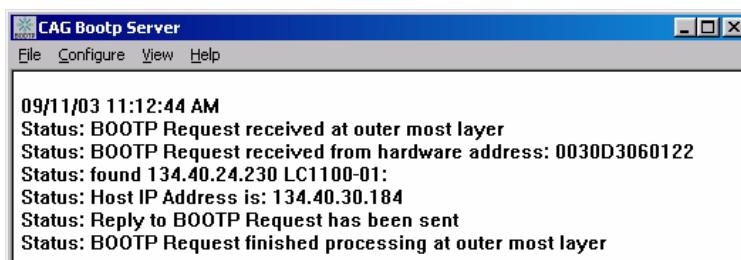 CAG Bootp Server
File Configure View Help
09/11/03 11:12:44 AM
Status: BOOTP Request received at outer most layer
Status: BOOTP Request received from hardware address: 0030D3060122
Status: found 134.40.24.230 LC1100-01:
Status: Host IP Address is: 134.40.30.184
Status: Reply to BOOTP Request has been sent
Status: BOOTP Request finished processing at outer most layer